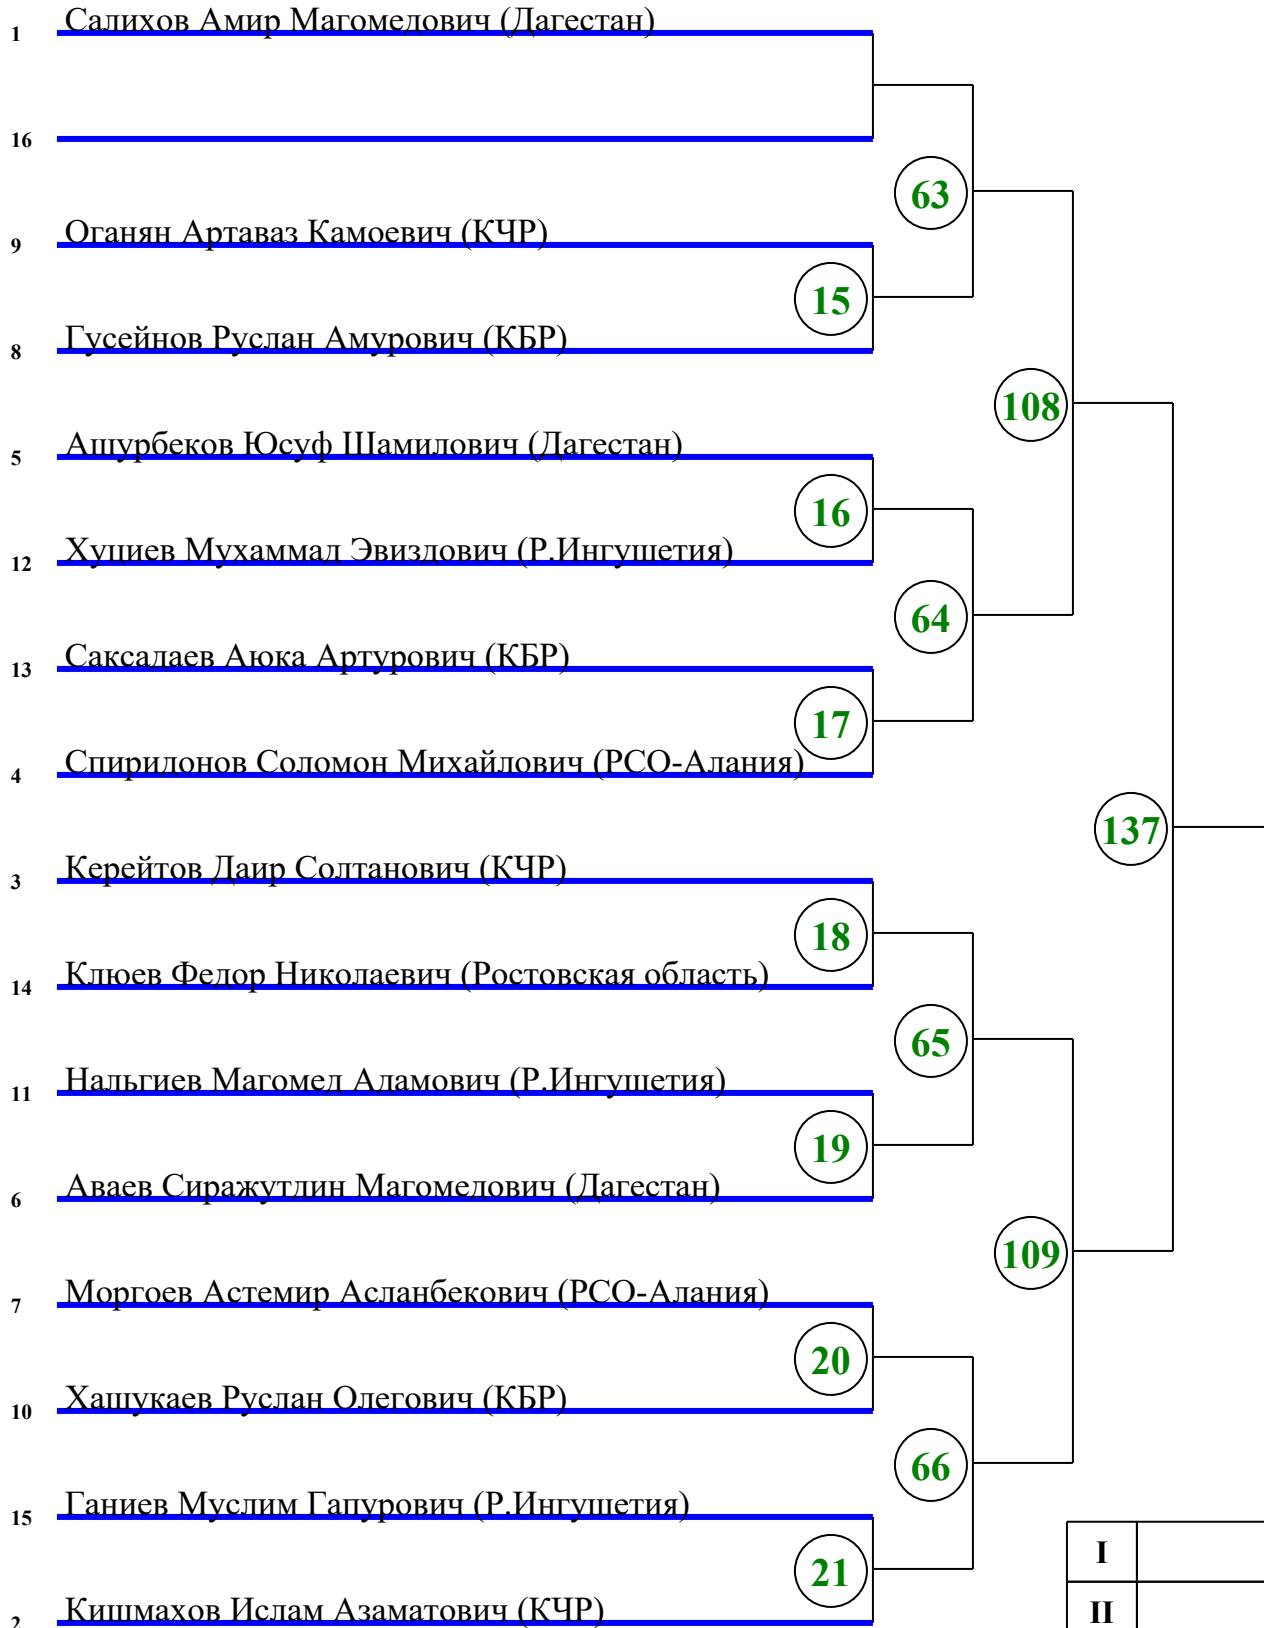 1 Салихов Амир Магомедович (Дагестан)
16
63
9 Оганян Артаваз Камоевич (КЧР)
15
8 Гусейнов Руслан Амурович (КБР)
108
5 Ашурбеков Юсуф Шамилович (Дагестан)
16
12 Хуциев Мухаммад Эвиздович (Р.Ингушетия)
64
13 Саксадаев Аюка Артурович (КБР)
17
4 Спиридонов Соломон Михайлович (РСО-Алания)
137
3 Керейтов Даир Солтанович (КЧР)
18
14 Клюев Федор Николаевич (Ростовская область)
65
11 Нальгиев Магомед Адамович (Р.Ингушетия)
19
6 Аваев Сиражутдин Магомедович (Дагестан)
109
7 Моргоев Астемир Асланбекович (РСО-Алания)
20
10 Хашукаев Руслан Олегович (КБР)
66
15 Ганиев Муслим Гапурович (Р.Ингушетия)
I
21
2 Кишмахов Ислам Азаматович (КЧР)
II